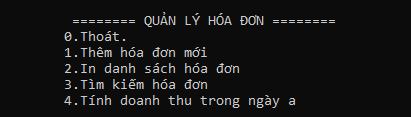 ======== QUẢN LÝ HÓA ĐƠN ========
0.Thoát.
1.Thêm hóa đơn mới
2.In danh sách hóa đơn
3.Tìm kiếm hóa đơn
4.Tính doanh thu trong ngày a